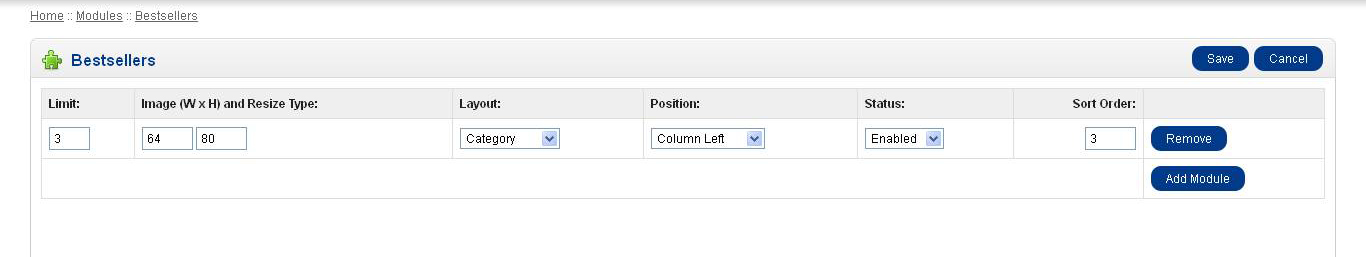 Home :: Modules :: Bestsellers
Bestsellers Save Cancel
Limit: Image (W x H) and Resize Type: Layout: Position: Status: Sort Order:
3 64 80 Category Column Left Enabled 3 Remove
Add Module